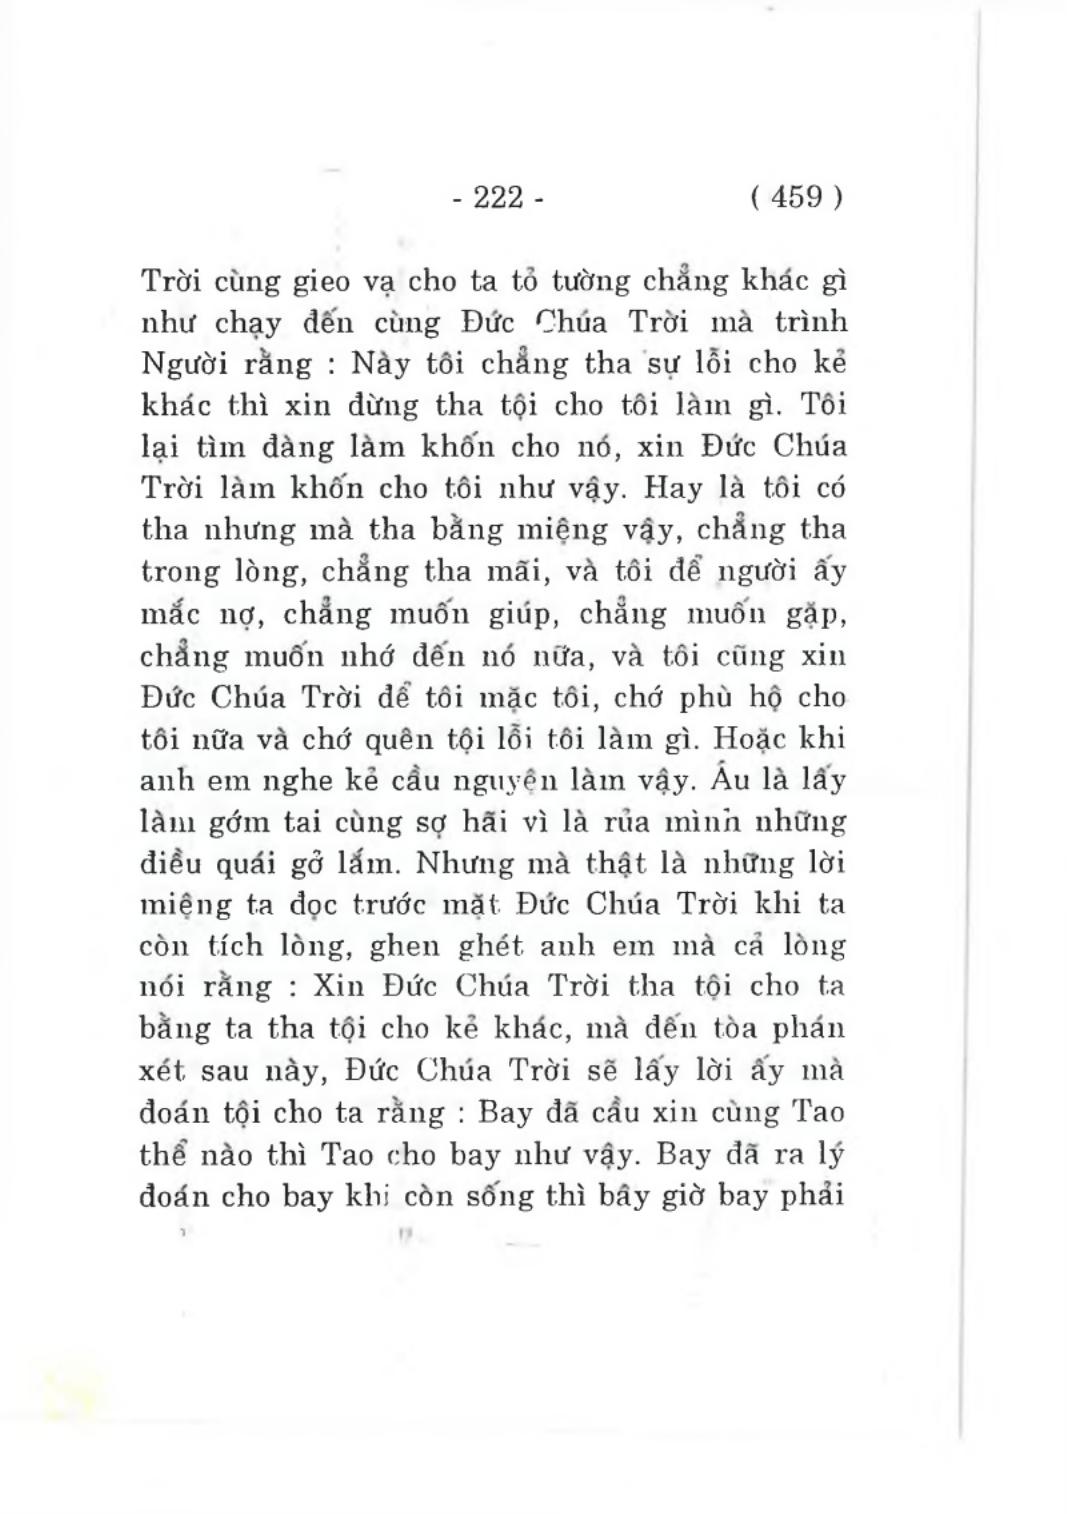 - 222 - ( 459 )
Trời cùng gieo vạ cho ta tỏ tường chẳng khác gì
như chạy đến cùng Đức Chúa Trời mà trình
Người rằng : Này tôi chẳng tha sự lỗi cho kẻ
khác thì xin đừng tha tội cho tôi làm gì. Tôi
lại tìm đàng làm khốn cho nó, xin Đức Chúa
Trời làm khốn cho tôi như vậy. Hay là tôi có
tha nhưng mà tha bằng miệng vậy, chẳng tha
trong lòng, chẳng tha mãi, và tôi để người ấy
mắc nợ, chẳng muốn giúp, chẳng muốn gặp,
chẳng muốn nhớ đến nó nữa, và tôi cũng xin
Đức Chúa Trời để tôi mặc tôi, chớ phù hộ cho
tôi nữa và chớ quên tội lỗi tôi làm gì. Hoặc khi
anh em nghe kẻ cầu nguyện làm vậy. Âu là lấy
làm gớm tai cùng sợ hãi vì là rủa mình những
điều quái gở lắm. Nhưng mà thật là những lời
miệng ta đọc trước mặt Đức Chúa Trời khi ta
còn tích lòng, ghen ghét anh em mà cả lòng
nói rằng : Xin Đức Chúa Trời tha tội cho ta
bằng ta tha tội cho kẻ khác, mà đến tòa phán
xét sau này, Đức Chúa Trời sẽ lấy lời ấy mà
đoán tội cho ta rằng : Bay đã cầu xin cùng Tao
thể nào thì Tao cho bay như vậy. Bay đã ra lý
đoán cho bay khi còn sống thì bây giờ bay phải